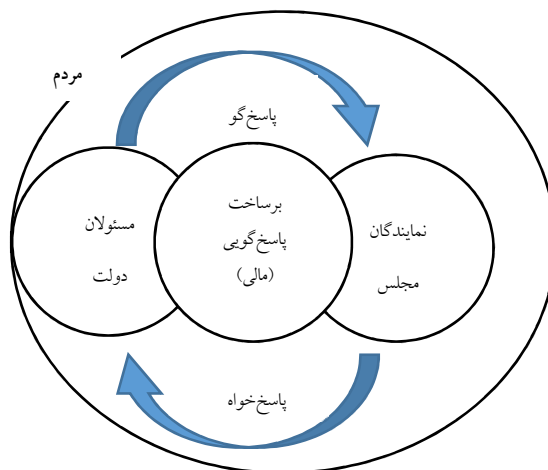 مردم
پاسخ‌گو
برساخت
پاسخ‌گویی
(مالی)
مسئولان
دولت
نمایندگان
مجلس
پاسخ‌خواه